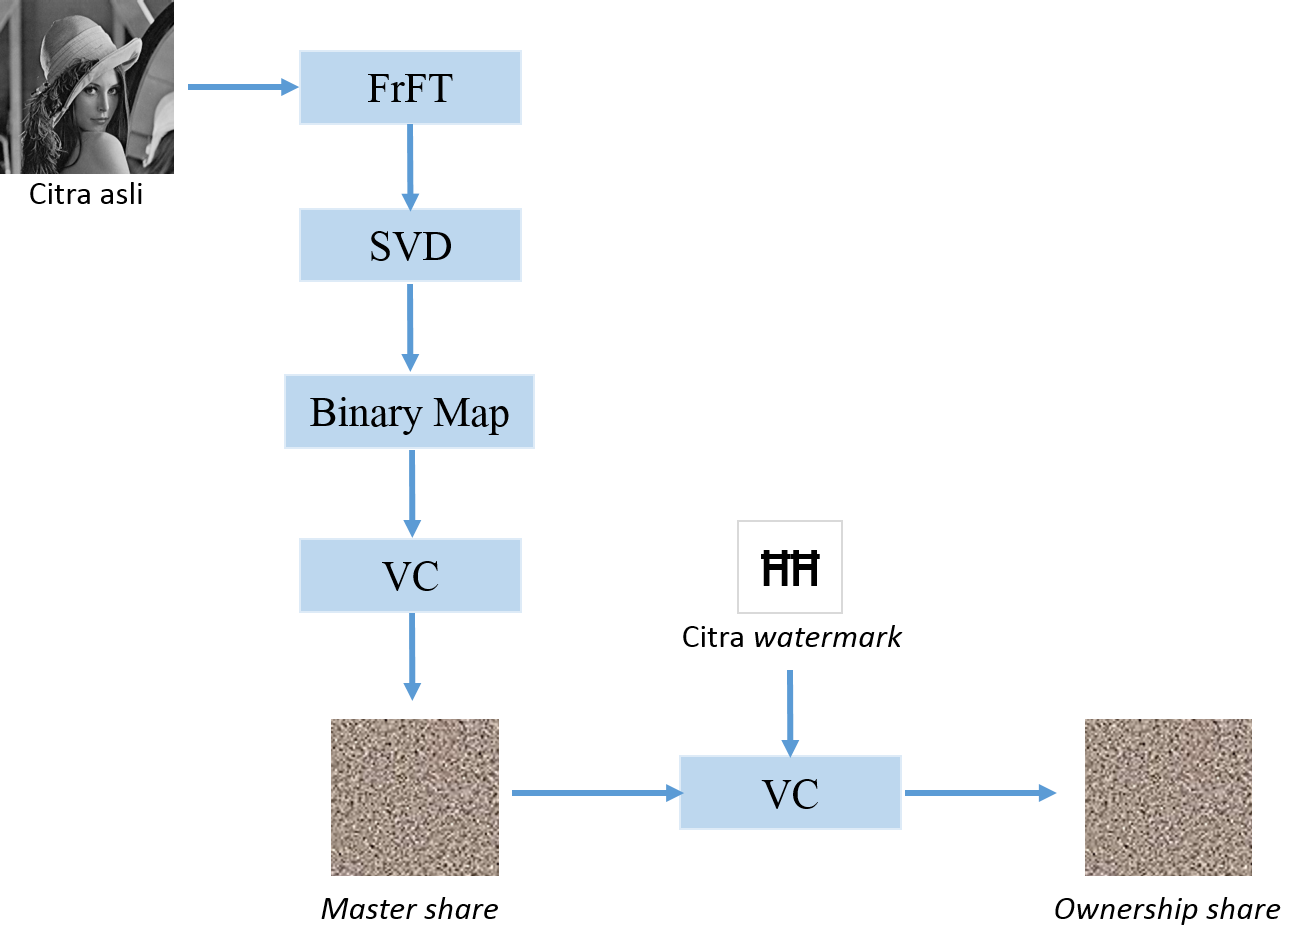 FrFT
Citra asli
SVD
Binary Map
VC
Citra watermark
VC
Master share
Ownership share